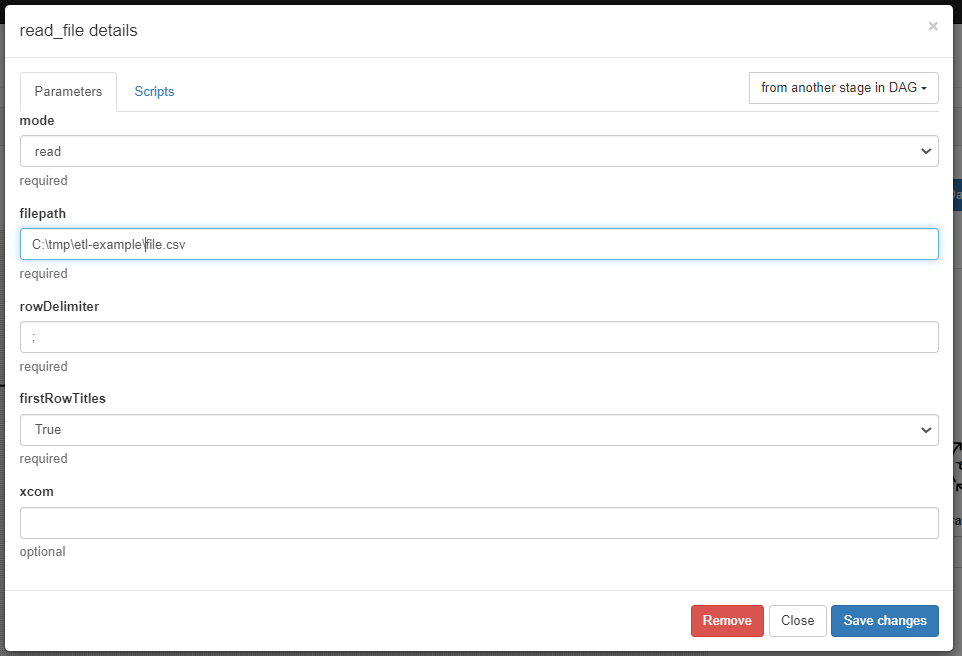 read_file details
×
Parameters
Scripts
from another stage in DAG
mode
read
required
filepath
C:\tmp\etl-example\file.csv
required
rowDelimiter
;
required
firstRowTitles
True
required
xcom
optional
Remove
Close
Save changes